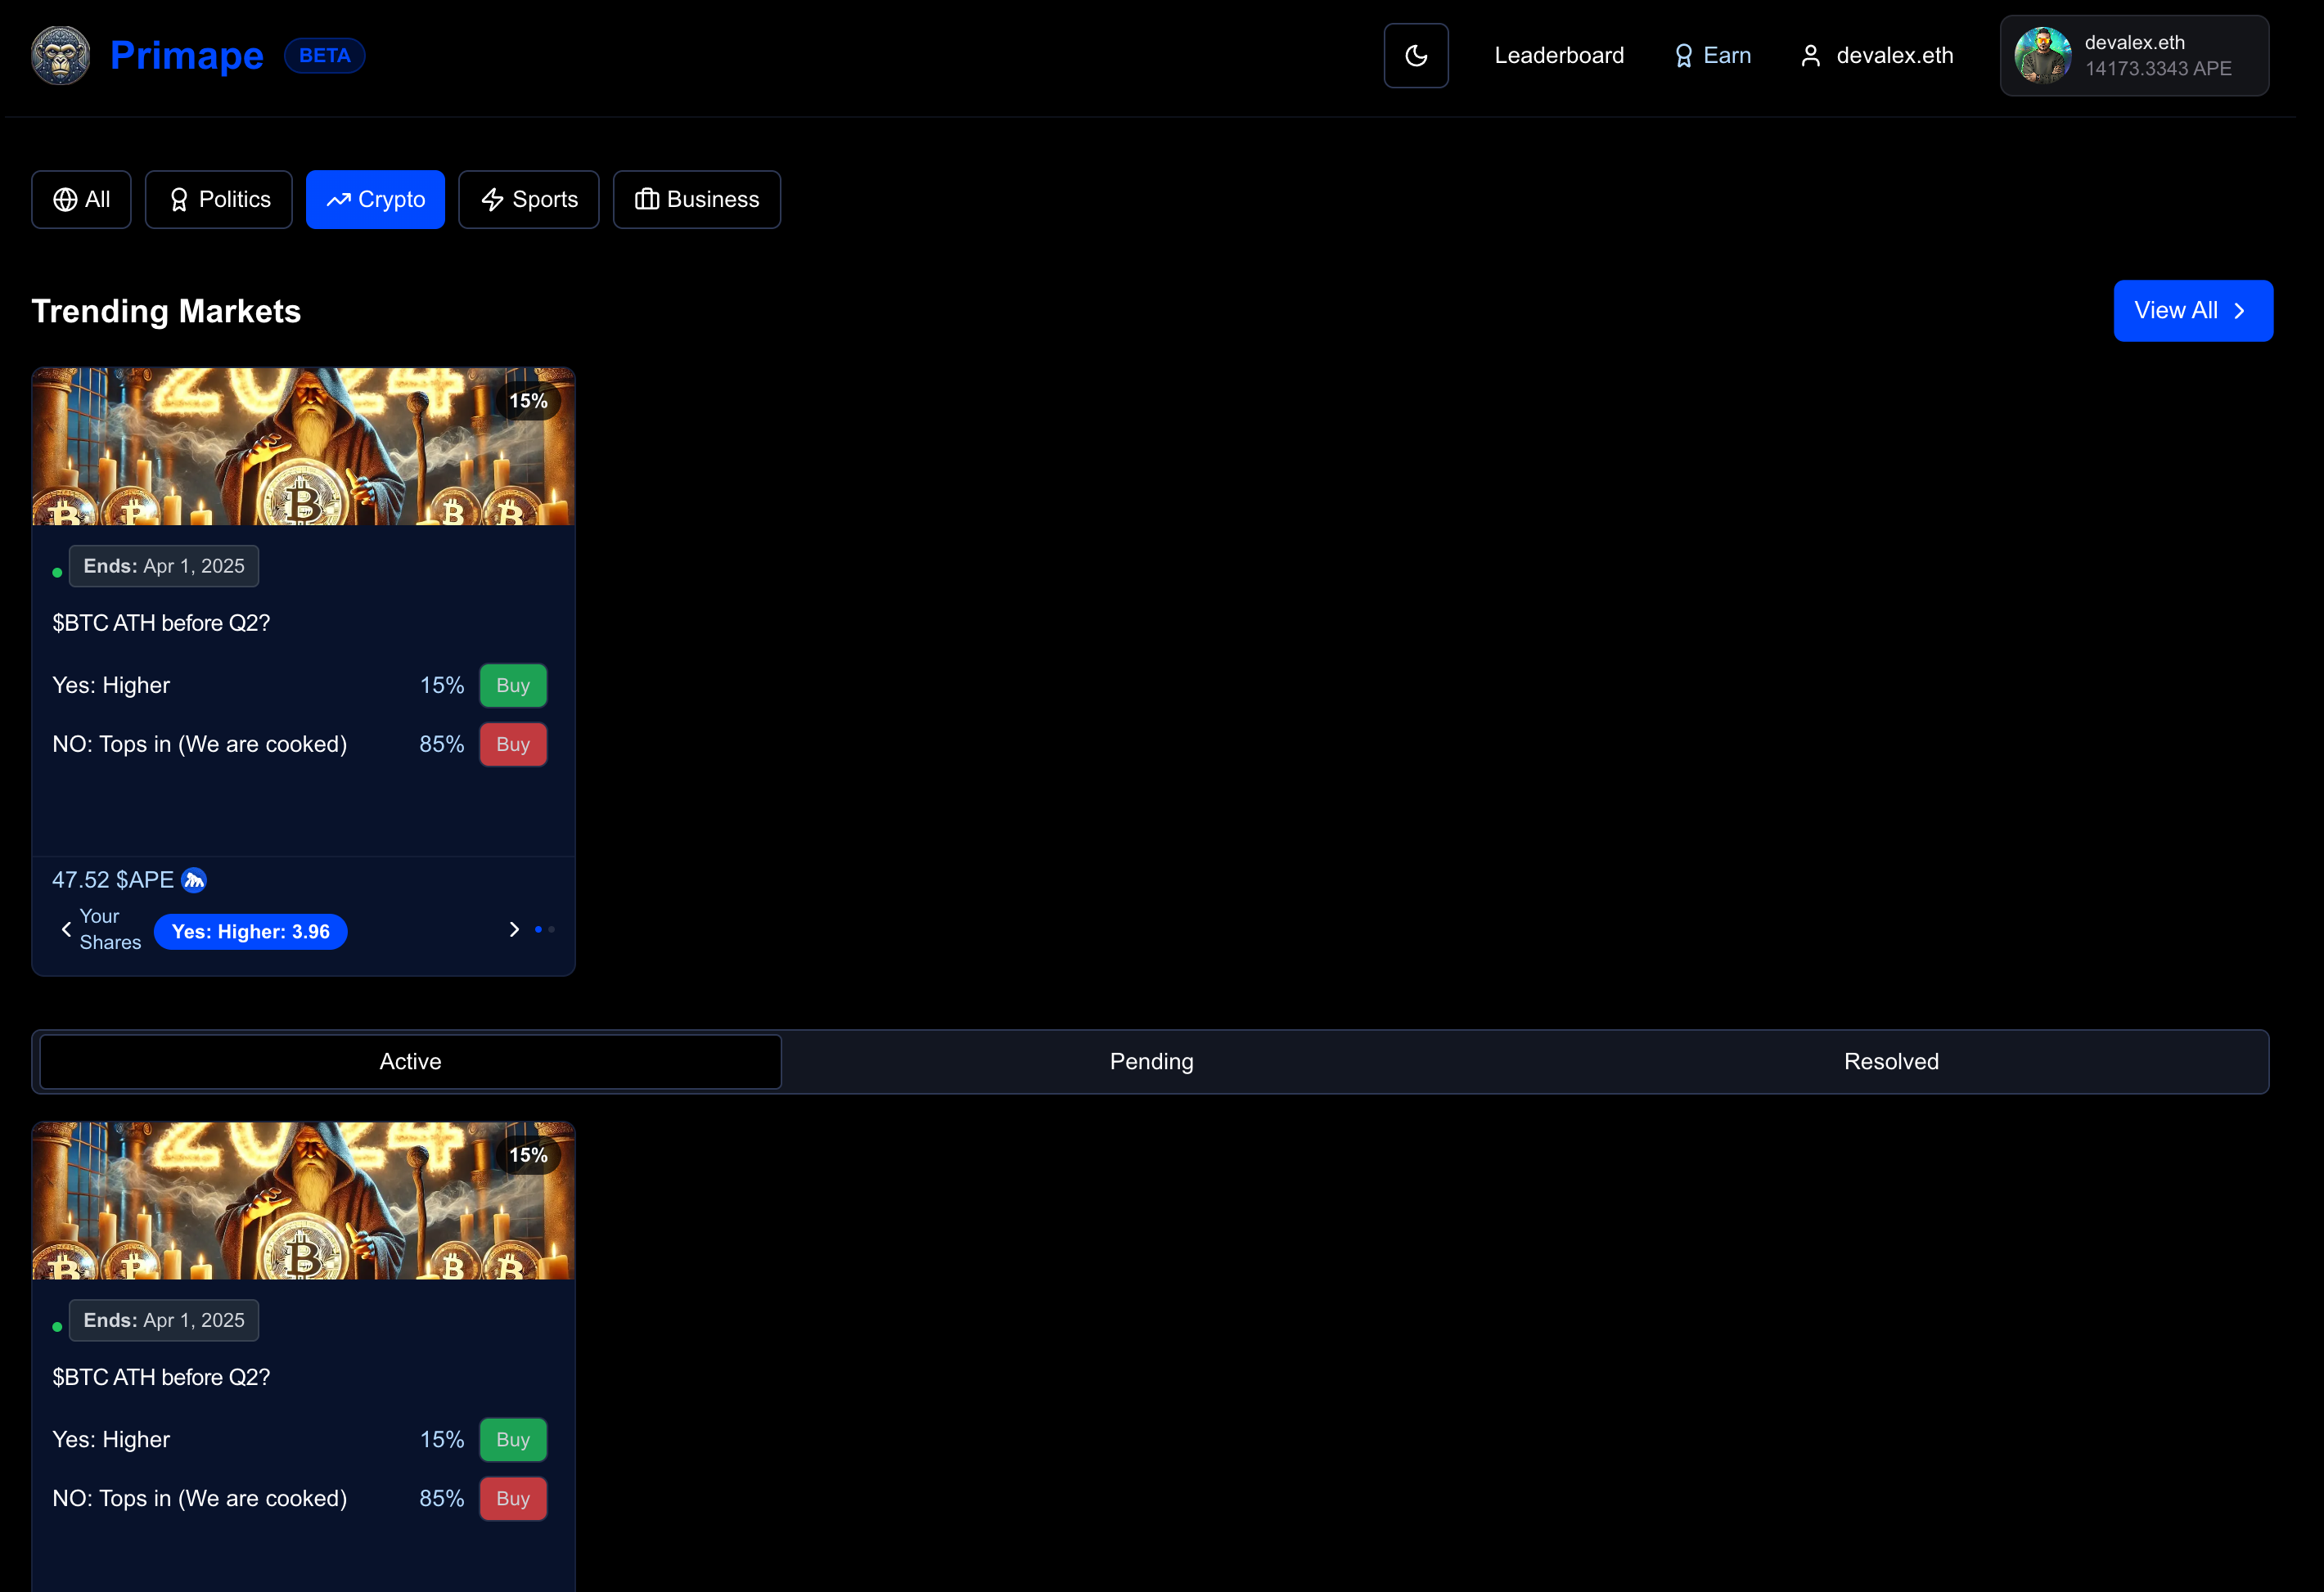 Primape BETA
Leaderboard Earn devalex.eth
devalex.eth
14173.3343 APE
All Politics Crypto Sports Business
Trending Markets
View All
2024
15%
Ends: Apr 1, 2025
$BTC ATH before Q2?
Yes: Higher 15% Buy
NO: Tops in (We are cooked) 85% Buy
47.52 $APE
Your
Shares
Yes: Higher: 3.96
Active Pending Resolved
2024
15%
Ends: Apr 1, 2025
$BTC ATH before Q2?
Yes: Higher 15% Buy
NO: Tops in (We are cooked) 85% Buy